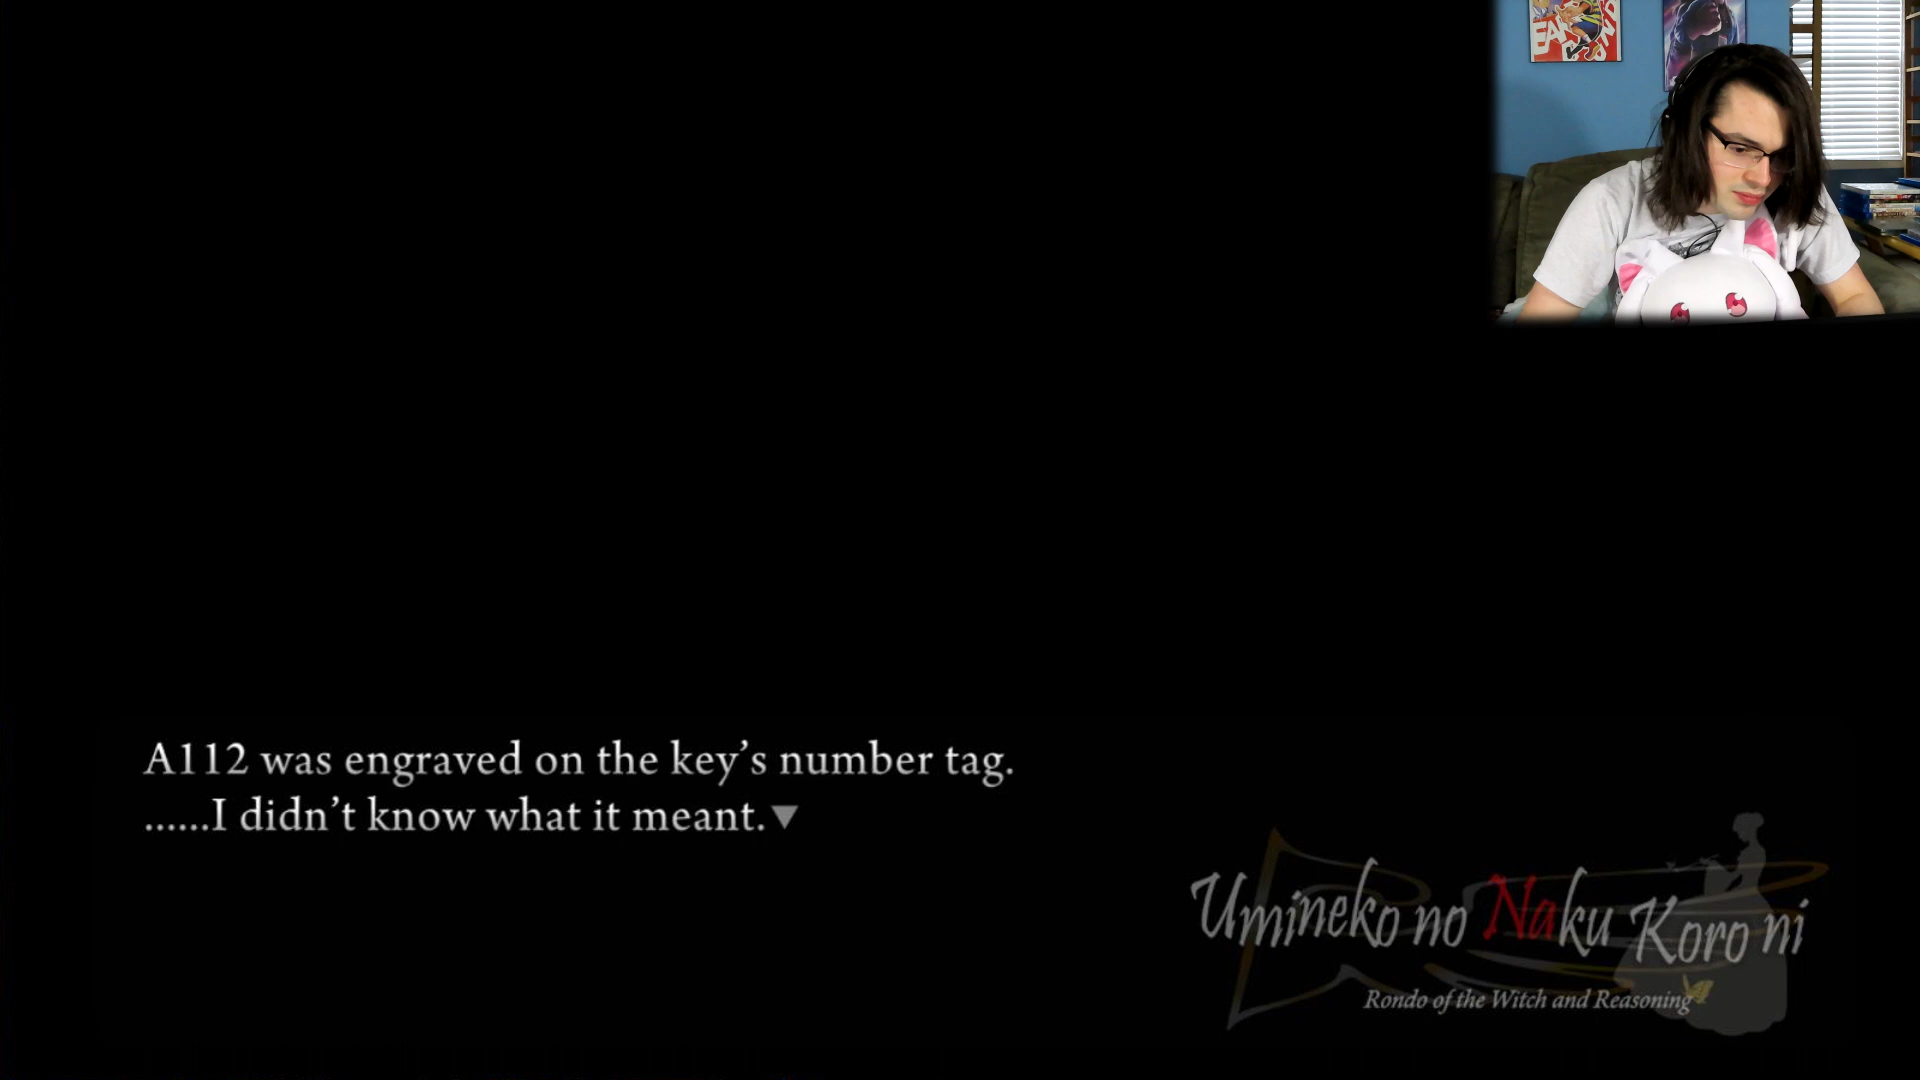 A112 was engraved on the key’s number tag.
......I didn’t know what it meant.
Umineko no Naku Koro ni
Rondo of the Witch and Reasoning